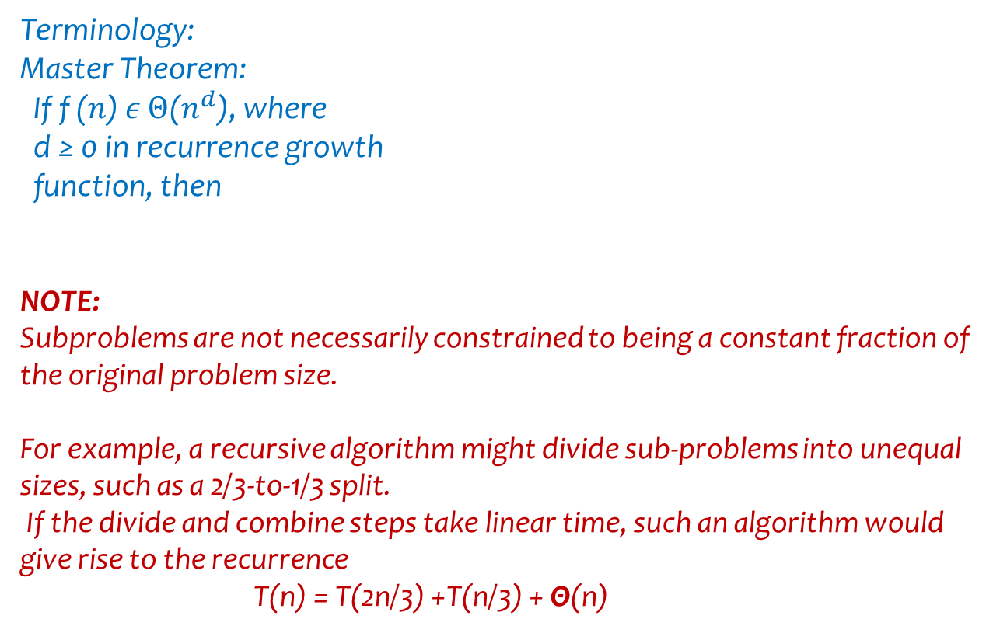 Terminology:
Master Theorem:
If f (n) ϵ Θ(n^d), where
d ≥ 0 in recurrence growth
function, then
NOTE:
Subproblems are not necessarily constrained to being a constant fraction of
the original problem size.
For example, a recursive algorithm might divide sub-problems into unequal
sizes, such as a 2/3-to-1/3 split.
If the divide and combine steps take linear time, such an algorithm would
give rise to the recurrence
T(n) = T(2n/3) +T(n/3) + Θ(n)